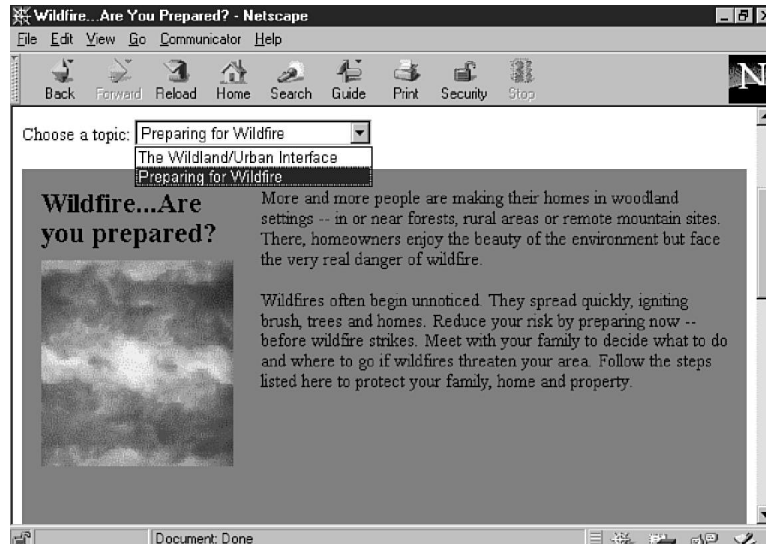 Wildfire...Are You Prepared? - Netscape
File Edit View Go Communicator Help
Back Forward Reload Home Search Guide Print Security Stop
N
Choose a topic: Preparing for Wildfire
The Wildland/Urban Interface
Preparing for Wildfire
Wildfire...Are
you prepared?
More and more people are making their homes in woodland
settings -- in or near forests, rural areas or remote mountain sites.
There, homeowners enjoy the beauty of the environment but face
the very real danger of wildfire.
Wildfires often begin unnoticed. They spread quickly, igniting
brush, trees and homes. Reduce your risk by preparing now --
before wildfire strikes. Meet with your family to decide what to do
and where to go if wildfires threaten your area. Follow the steps
listed here to protect your family, home and property.
Document: Done